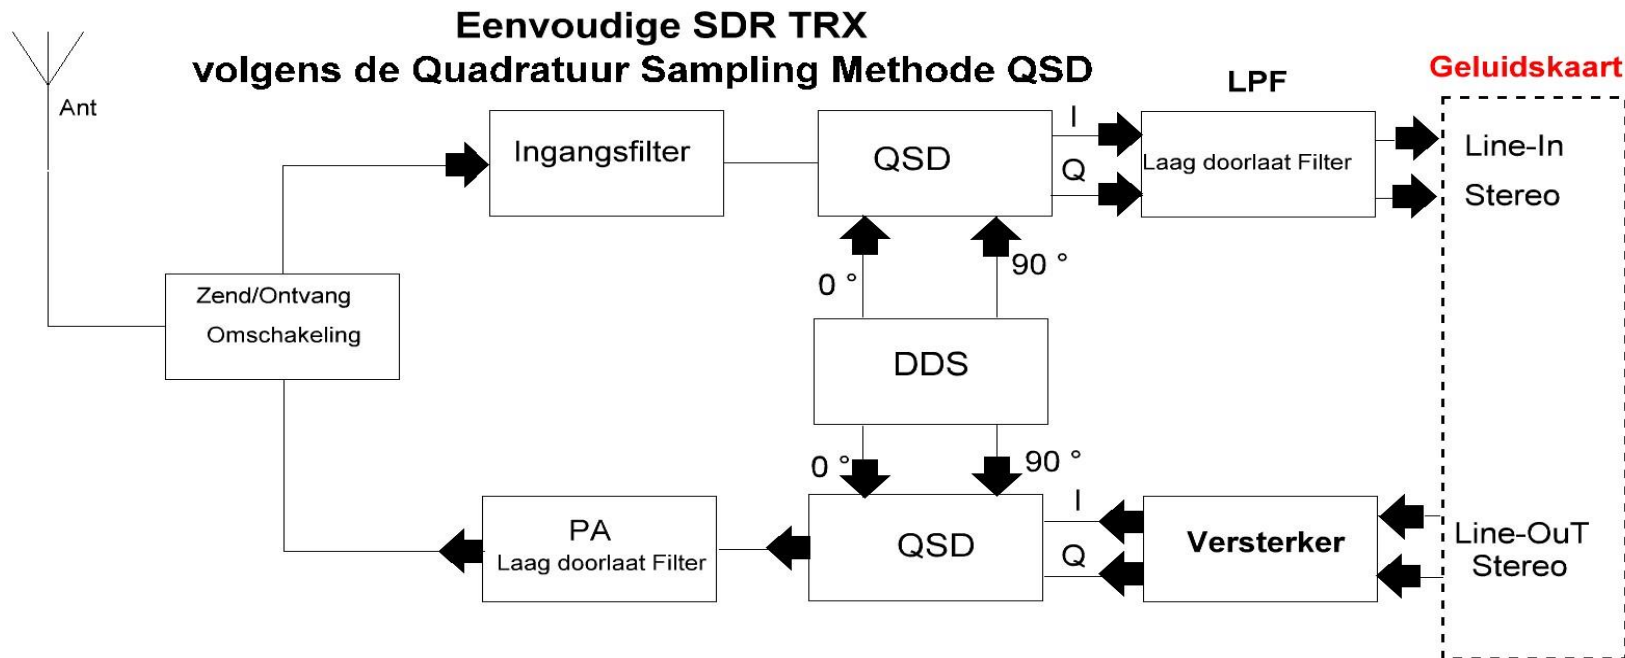 Eenvoudige SDR TRX
volgens de Quadratuur Sampling Methode QSD
Ant
Ingangsfilter
QSD
I
Q
LPF
Laag doorlaat Filter
Geluidskaart
Line-In
Stereo
0 °
90 °
Zend/Ontvang
Omschakeling
DDS
0 °
90 °
PA
Laag doorlaat Filter
QSD
I
Q
Versterker
Line-OuT
Stereo